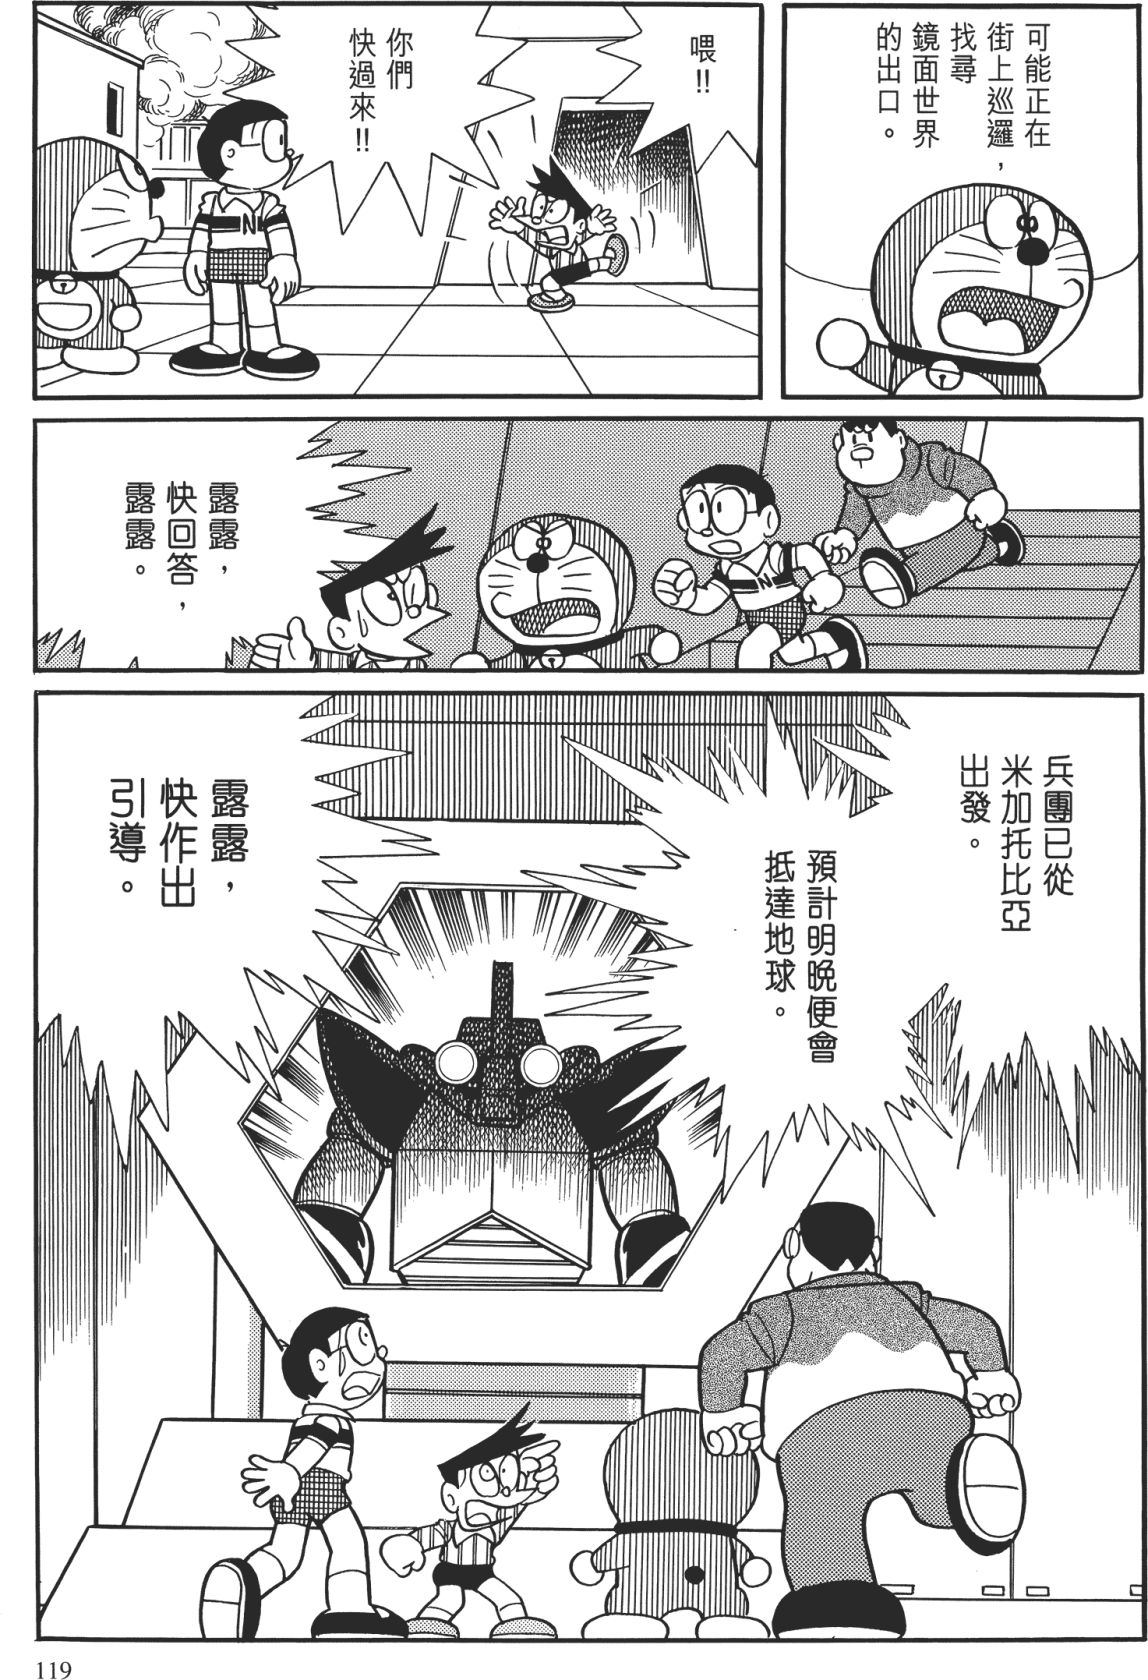 可能正在
街上巡邏，
找尋
鏡面世界
的出口。
喂!!
你們
快過來!!
露露，
快回答，
露露。
兵團已從
米加托比亞
出發。
預計明晚便會
抵達地球。
露露，
快作出
引導。
119